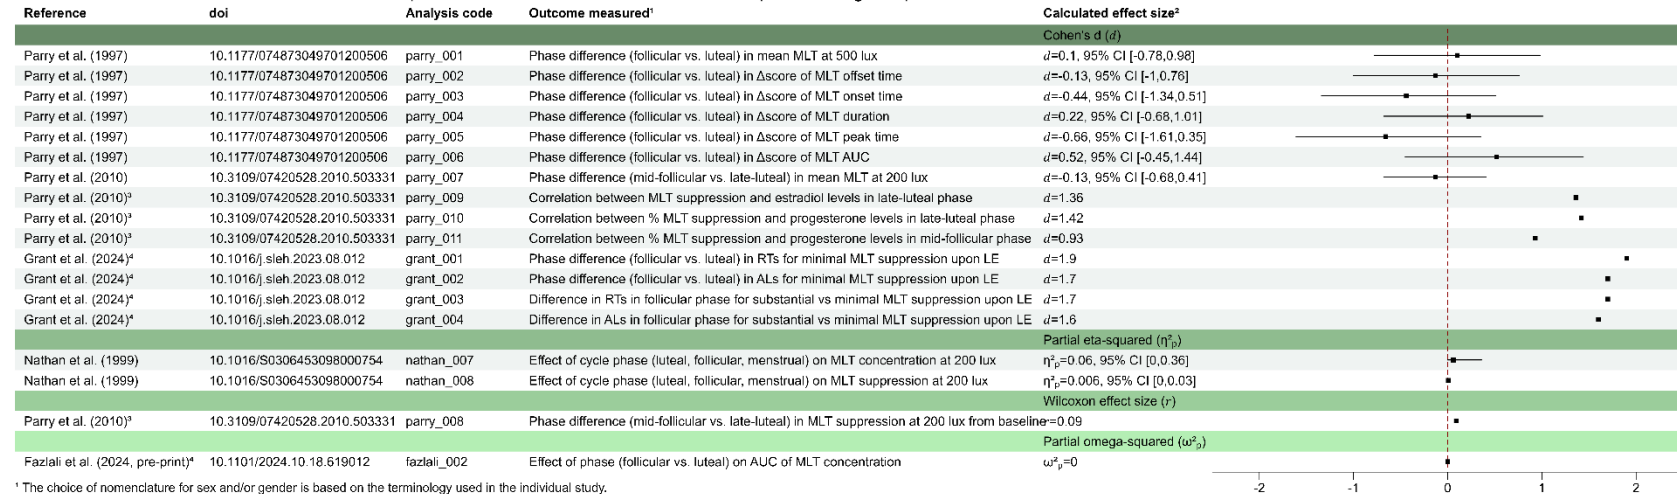 Reference doi Analysis code Outcome measured¹ Calculated effect size²
Cohen's d (d)
Parry et al. (1997) 10.1177/074873049701200506 parry_001 Phase difference (follicular vs. luteal) in mean MLT at 500 lux d=0.1, 95% CI [-0.78,0.98]
Parry et al. (1997) 10.1177/074873049701200506 parry_002 Phase difference (follicular vs. luteal) in Δscore of MLT offset time d=-0.13, 95% CI [-1,0.76]
Parry et al. (1997) 10.1177/074873049701200506 parry_003 Phase difference (follicular vs. luteal) in Δscore of MLT onset time d=-0.44, 95% CI [-1.34,0.51]
Parry et al. (1997) 10.1177/074873049701200506 parry_004 Phase difference (follicular vs. luteal) in Δscore of MLT duration d=0.22, 95% CI [-0.68,1.01]
Parry et al. (1997) 10.1177/074873049701200506 parry_005 Phase difference (follicular vs. luteal) in Δscore of MLT peak time d=-0.66, 95% CI [-1.61,0.35]
Parry et al. (1997) 10.1177/074873049701200506 parry_006 Phase difference (follicular vs. luteal) in Δscore of MLT AUC d=0.52, 95% CI [-0.45,1.44]
Parry et al. (2010) 10.3109/07420528.2010.503331 parry_007 Phase difference (mid-follicular vs. late-luteal) in mean MLT at 200 lux d=-0.13, 95% CI [-0.68,0.41]
Parry et al. (2010)³ 10.3109/07420528.2010.503331 parry_009 Correlation between MLT suppression and estradiol levels in late-luteal phase d=1.36
Parry et al. (2010)³ 10.3109/07420528.2010.503331 parry_010 Correlation between % MLT suppression and progesterone levels in late-luteal phase d=1.42
Parry et al. (2010)³ 10.3109/07420528.2010.503331 parry_011 Correlation between % MLT suppression and progesterone levels in mid-follicular phase d=0.93
Grant et al. (2024)⁴ 10.1016/j.sleh.2023.08.012 grant_001 Phase difference (follicular vs. luteal) in RTs for minimal MLT suppression upon LE d=1.9
Grant et al. (2024)⁴ 10.1016/j.sleh.2023.08.012 grant_002 Phase difference (follicular vs. luteal) in ALs for minimal MLT suppression upon LE d=1.7
Grant et al. (2024)⁴ 10.1016/j.sleh.2023.08.012 grant_003 Difference in RTs in follicular phase for substantial vs minimal MLT suppression upon LE d=1.7
Grant et al. (2024)⁴ 10.1016/j.sleh.2023.08.012 grant_004 Difference in ALs in follicular phase for substantial vs minimal MLT suppression upon LE d=1.6
Partial eta-squared (η²ₚ)
Nathan et al. (1999) 10.1016/S0306453098000754 nathan_007 Effect of cycle phase (luteal, follicular, menstrual) on MLT concentration at 200 lux η²ₚ=0.06, 95% CI [0,0.36]
Nathan et al. (1999) 10.1016/S0306453098000754 nathan_008 Effect of cycle phase (luteal, follicular, menstrual) on MLT suppression at 200 lux η²ₚ=0.006, 95% CI [0,0.03]
Wilcoxon effect size (r)
Parry et al. (2010)³ 10.3109/07420528.2010.503331 parry_008 Phase difference (mid-follicular vs. late-luteal) in MLT suppression at 200 lux from baseline =0.09
Partial omega-squared (ω²ₚ)
Fazlali et al. (2024, pre-print)⁴ 10.1101/2024.10.18.619012 fazlali_002 Effect of phase (follicular vs. luteal) on AUC of MLT concentration ω²ₚ=0
-2 -1 0 1 2
¹ The choice of nomenclature for sex and/or gender is based on the terminology used in the individual study.